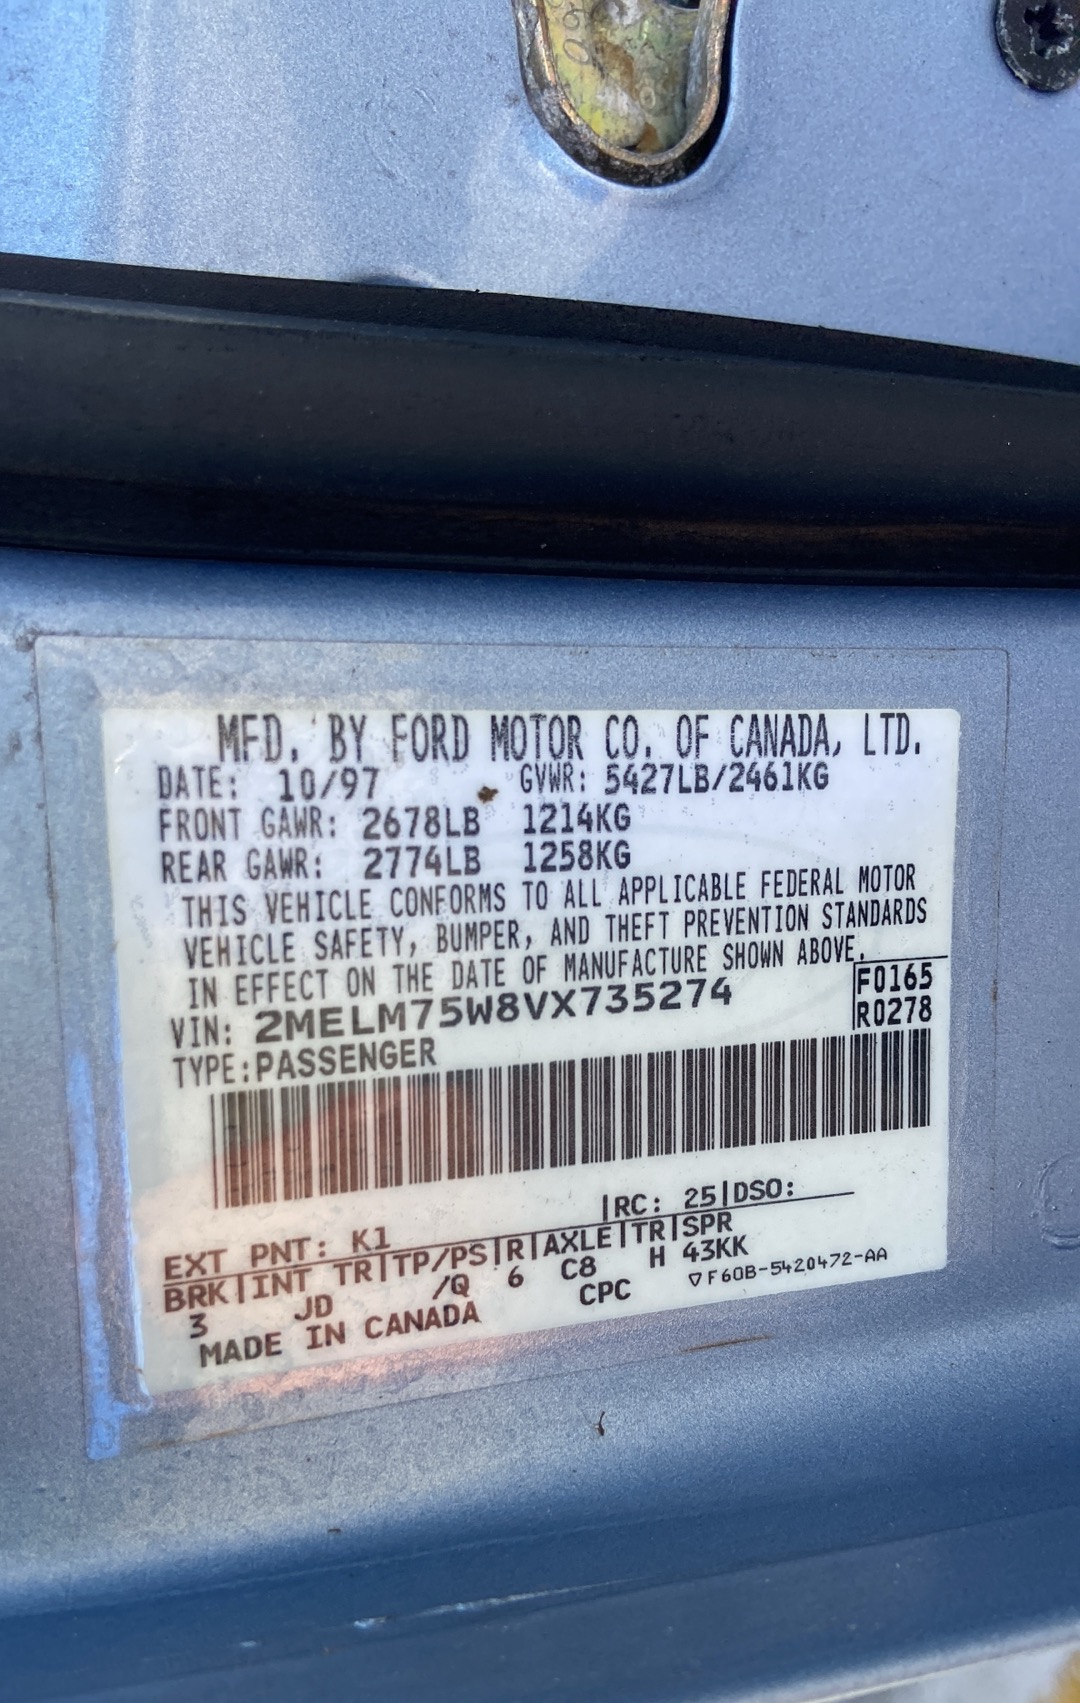 MFD. BY FORD MOTOR CO. OF CANADA, LTD.
DATE: 10/97 GVWR: 5427LB/2461KG
FRONT GAWR: 2678LB 1214KG
REAR GAWR: 2774LB 1258KG
THIS VEHICLE CONFORMS TO ALL APPLICABLE FEDERAL MOTOR
VEHICLE SAFETY, BUMPER, AND THEFT PREVENTION STANDARDS
IN EFFECT ON THE DATE OF MANUFACTURE SHOWN ABOVE.
F0165
VIN: 2MELM75W8VX735274 R0278
TYPE:PASSENGER
RC: 25|DSO:
EXT PNT: K1
BRK|INT TR|TP/PS|R|AXLE|TR|SPR
3 JD /Q 6 C8 H 43KK
MADE IN CANADA CPC ▽F60B-5420472-AA